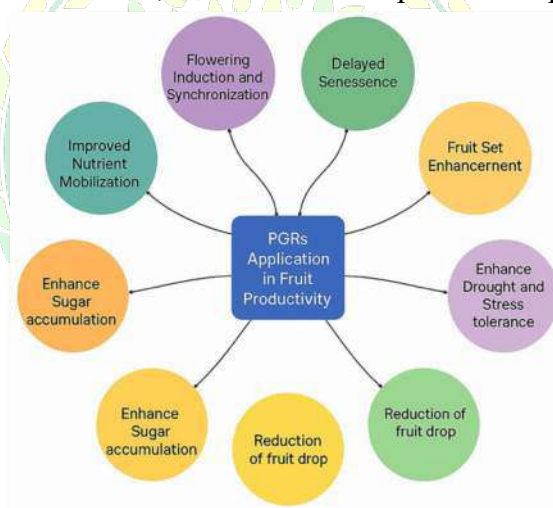 Flowering
Induction and
Synchronization
Delayed
Senessence
Improved
Nutrient
Mobilization
Fruit Set
Enhancernent
PGRs
Application
in Fruit
Productivity
Enhance
Sugar
accumulation
Enhance
Drought and
Stress
tolerance
Enhance
Sugar
accumulation
Reduction
of fruit drop
Reduction of
fruit drop